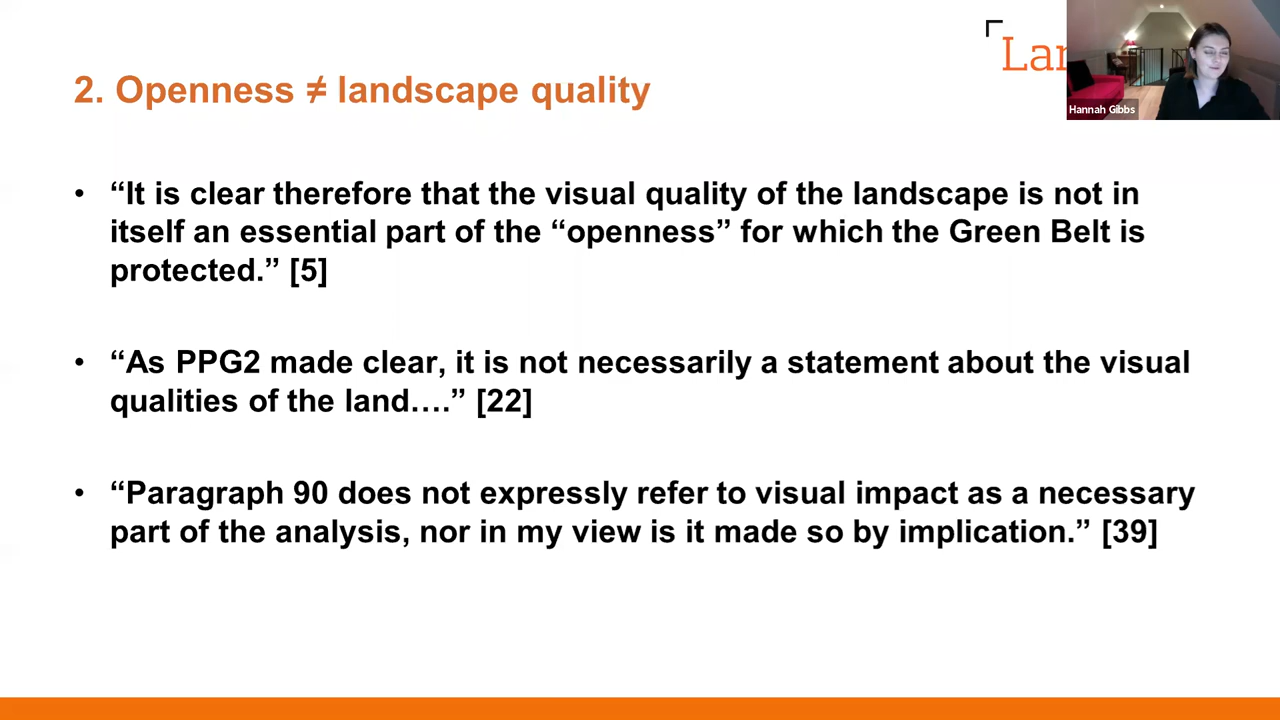 2. Openness ≠ landscape quality
• “It is clear therefore that the visual quality of the landscape is not in
itself an essential part of the “openness” for which the Green Belt is
protected.” [5]
• “As PPG2 made clear, it is not necessarily a statement about the visual
qualities of the land….” [22]
• “Paragraph 90 does not expressly refer to visual impact as a necessary
part of the analysis, nor in my view is it made so by implication.” [39]
Hannah Gibbs